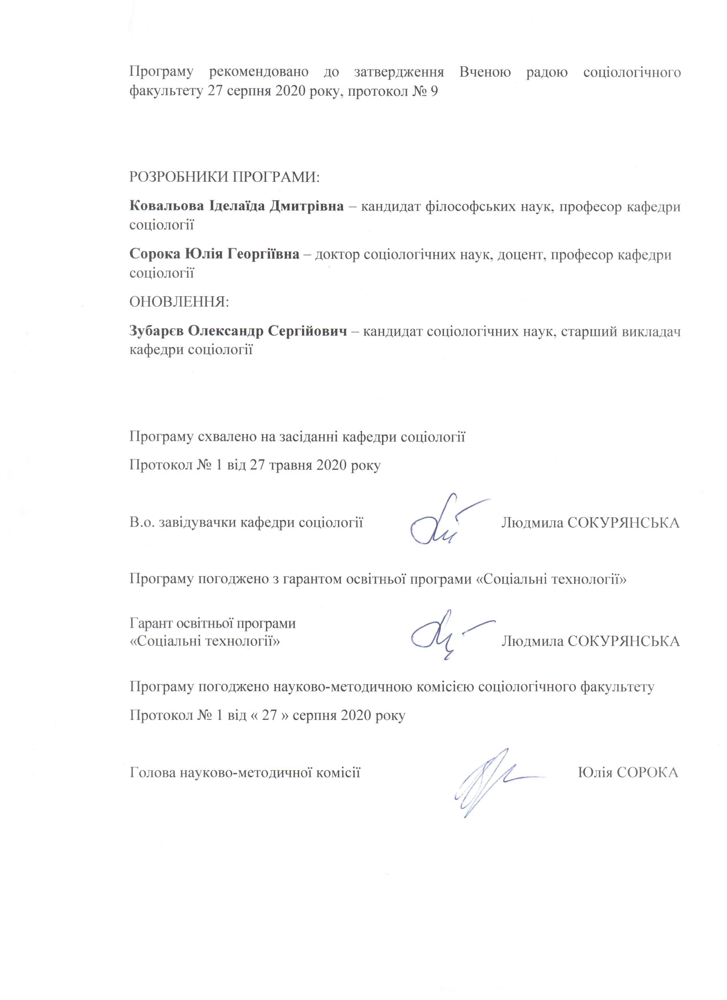 Програму рекомендовано до затвердження Вченою радою соціологічного
факультету 27 серпня 2020 року, протокол № 9
РОЗРОБНИКИ ПРОГРАМИ:
Ковальова Іделаїда Дмитрівна – кандидат філософських наук, професор кафедри
соціології
Сорока Юлія Георгіївна – доктор соціологічних наук, доцент, професор кафедри
соціології
ОНОВЛЕННЯ:
Зубарєв Олександр Сергійович – кандидат соціологічних наук, старший викладач
кафедри соціології
Програму схвалено на засіданні кафедри соціології
Протокол № 1 від 27 травня 2020 року
В.о. завідувачки кафедри соціології Людмила СОКУРЯНСЬКА
Програму погоджено з гарантом освітньої програми «Соціальні технології»
Гарант освітньої програми
«Соціальні технології» Людмила СОКУРЯНСЬКА
Програму погоджено науково-методичною комісією соціологічного факультету
Протокол № 1 від « 27 » серпня 2020 року
Голова науково-методичної комісії Юлія СОРОКА